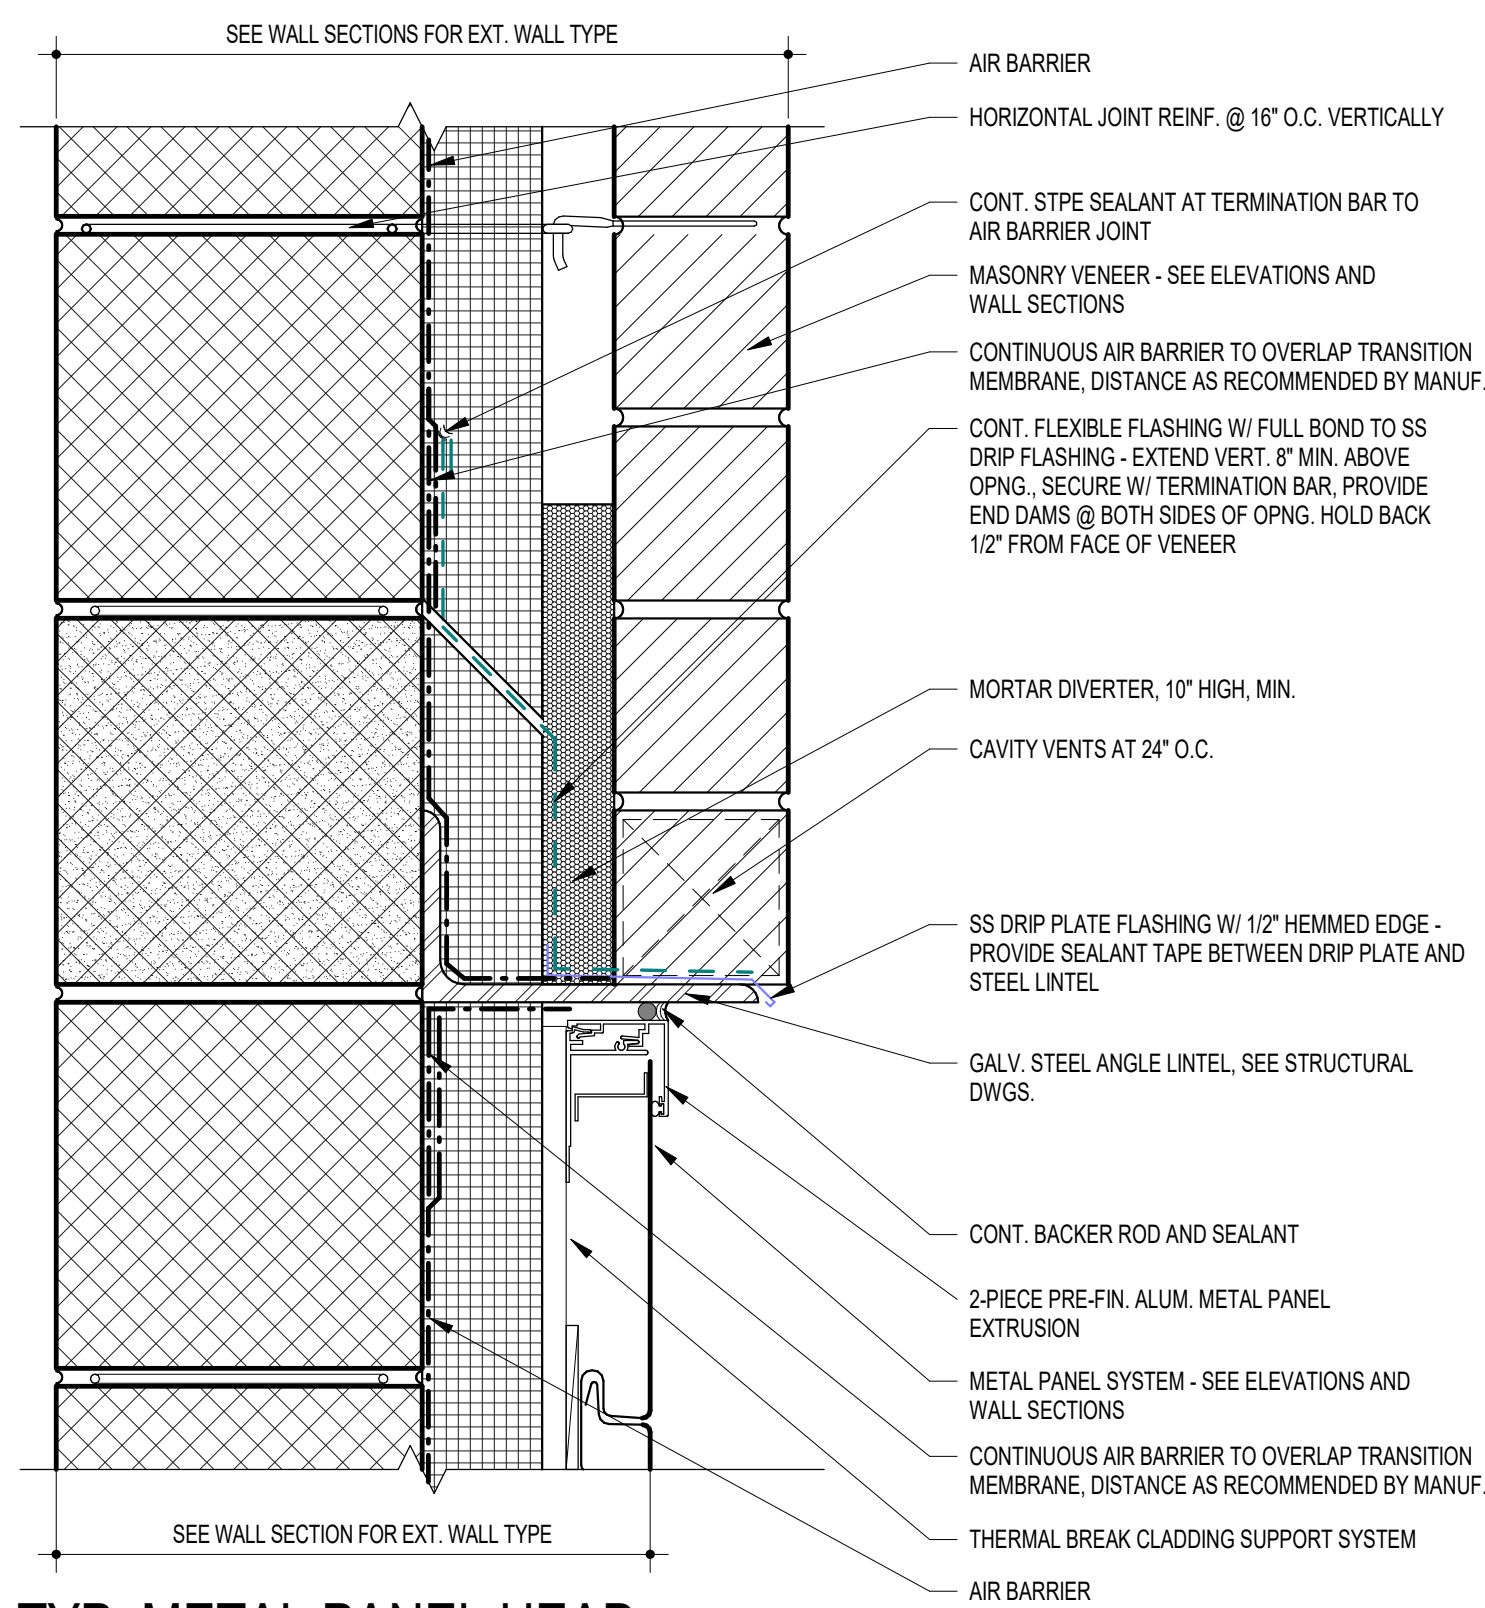 SEE WALL SECTIONS FOR EXT. WALL TYPE
AIR BARRIER
HORIZONTAL JOINT REINF. @ 16" O.C. VERTICALLY
CONT. STPE SEALANT AT TERMINATION BAR TO
AIR BARRIER JOINT
MASONRY VENEER - SEE ELEVATIONS AND
WALL SECTIONS
CONTINUOUS AIR BARRIER TO OVERLAP TRANSITION
MEMBRANE, DISTANCE AS RECOMMENDED BY MANUF.
CONT. FLEXIBLE FLASHING W/ FULL BOND TO SS
DRIP FLASHING - EXTEND VERT. 8" MIN. ABOVE
OPNG., SECURE W/ TERMINATION BAR, PROVIDE
END DAMS @ BOTH SIDES OF OPNG. HOLD BACK
1/2" FROM FACE OF VENEER
MORTAR DIVERTER, 10" HIGH, MIN.
CAVITY VENTS AT 24" O.C.
SS DRIP PLATE FLASHING W/ 1/2" HEMMED EDGE -
PROVIDE SEALANT TAPE BETWEEN DRIP PLATE AND
STEEL LINTEL
GALV. STEEL ANGLE LINTEL, SEE STRUCTURAL
DWGS.
CONT. BACKER ROD AND SEALANT
2-PIECE PRE-FIN. ALUM. METAL PANEL
EXTRUSION
METAL PANEL SYSTEM - SEE ELEVATIONS AND
WALL SECTIONS
CONTINUOUS AIR BARRIER TO OVERLAP TRANSITION
MEMBRANE, DISTANCE AS RECOMMENDED BY MANUF.
THERMAL BREAK CLADDING SUPPORT SYSTEM
AIR BARRIER
SEE WALL SECTION FOR EXT. WALL TYPE
TYP. METAL PANEL HEAD